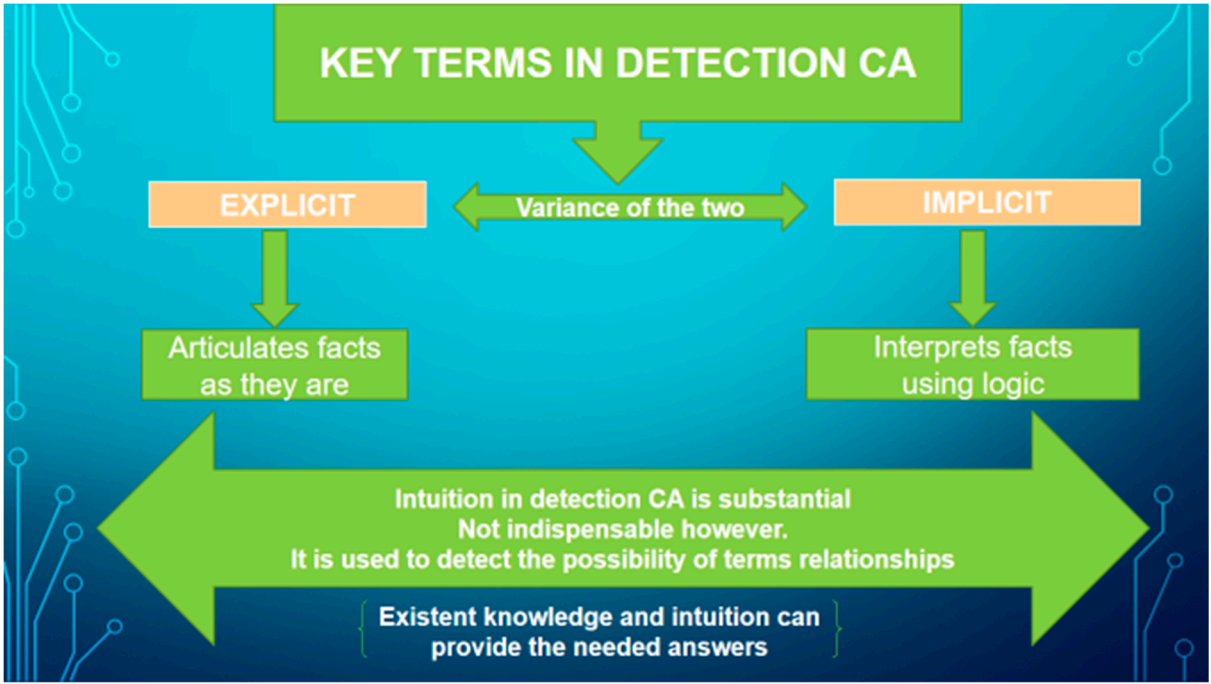 KEY TERMS IN DETECTION CA
EXPLICIT
Variance of the two
IMPLICIT
Articulates facts
as they are
Interprets facts
using logic
Intuition in detection CA is substantial
Not indispensable however.
It is used to detect the possibility of terms relationships
Existent knowledge and intuition can
provide the needed answers